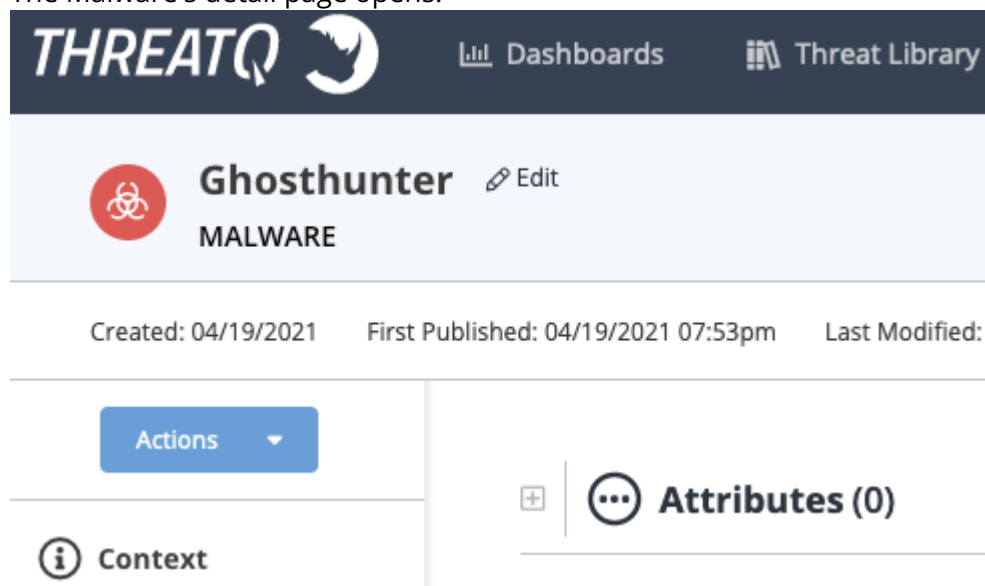 The Malware's detail page opens.
THREATQ
Dashboards
Threat Library
Ghosthunter
Edit
MALWARE
Created: 04/19/2021
First Published: 04/19/2021 07:53pm
Last Modified:
Actions
Attributes (0)
Context